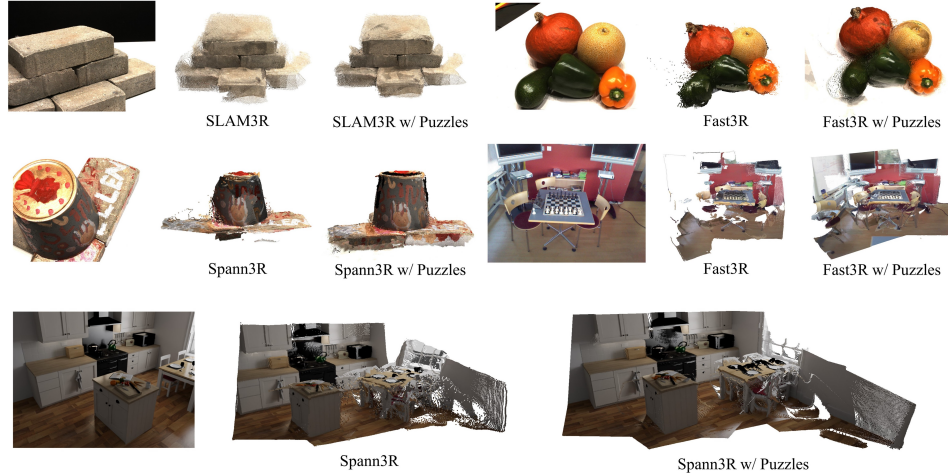 SLAM3R
SLAM3R w/ Puzzles
Fast3R
Fast3R w/ Puzzles
Spann3R
Spann3R w/ Puzzles
Fast3R
Fast3R w/ Puzzles
Spann3R
Spann3R w/ Puzzles